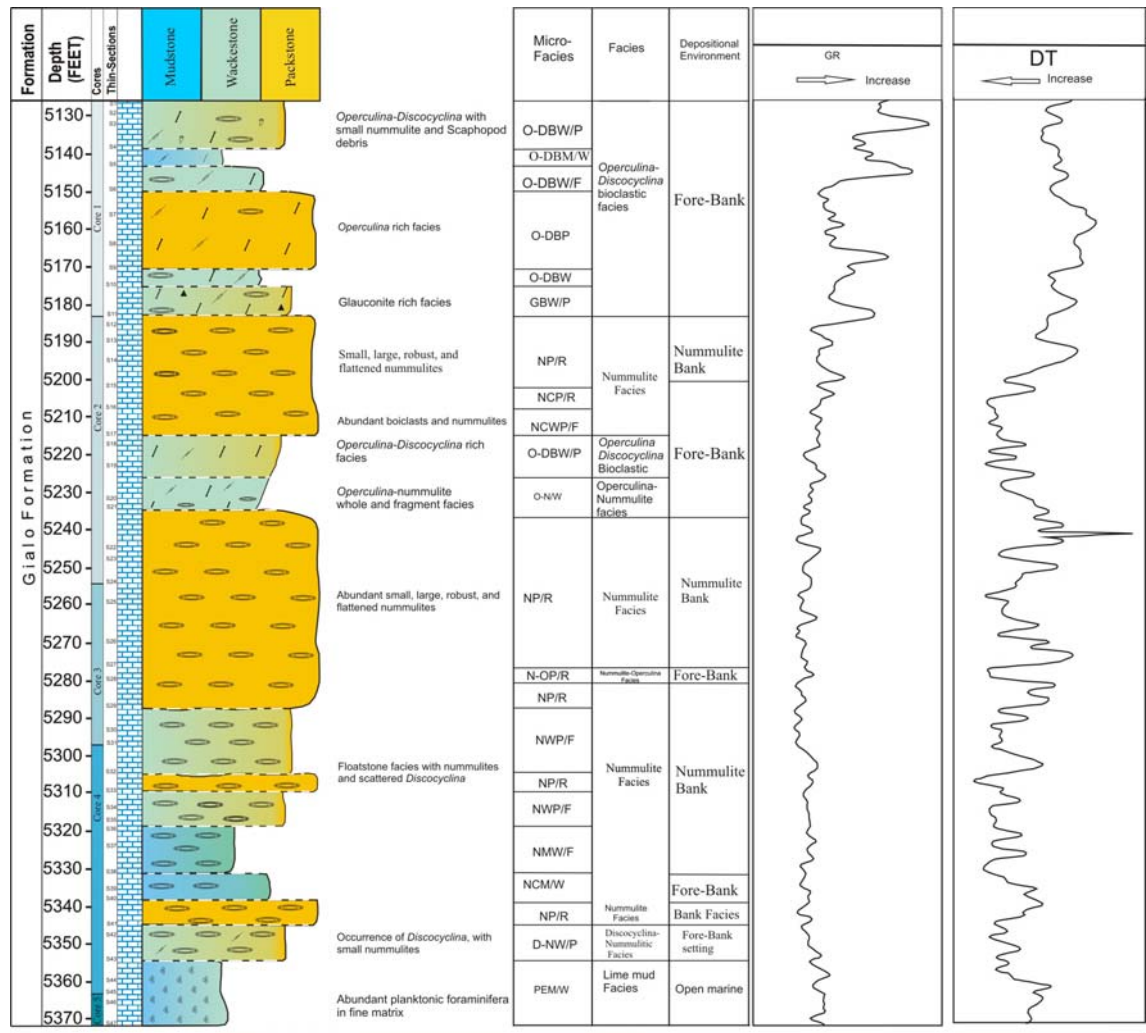 Formation
Depth
(FEET)
Cores
Thin-Sections
Mudstone
Wackestone
Packstone
Micro-
Facies
Facies
Depositional
Environment
GR
Increase
DT
Increase
Gialo Formation
5130
5140
5150
5160
5170
5180
5190
5200
5210
5220
5230
5240
5250
5260
5270
5280
5290
5300
5310
5320
5330
5340
5350
5360
5370
Core 1
Core 2
Core 3
Core 4
Core 5
Operculina-Discocyclina with
small nummulite and Scaphopod
debris
Operculina rich facies
Glauconite rich facies
Small, large, robust, and
flattened nummulites
Abundant boiclasts and nummulites
Operculina-Discocyclina rich
facies
Operculina-nummulite
whole and fragment facies
Abundant small, large, robust, and
flattened nummulites
Floatstone facies with nummulites
and scattered Discocyclina
Occurrence of Discocyclina, with
small nummulites
Abundant planktonic foraminifera
in fine matrix
O-DBW/P
O-DBM/W
O-DBW/F
O-DBP
O-DBW
GBW/P
NP/R
NCP/R
NCWP/F
O-DBW/P
O-N/W
NP/R
N-OP/R
NP/R
NWP/F
NP/R
NWP/F
NMW/F
NCM/W
NP/R
D-NW/P
PEM/W
Operculina-
Discocyclina
bioclastic
facies
Nummulite
Facies
Operculina
Discocyclina
Bioclastic
Operculina-
Nummulite
facies
Nummulite
Facies
Nummulite-Operculina
Facies
Nummulite
Facies
Nummulite
Facies
Discocyclina-
Nummulitic
Facies
Lime mud
Facies
Fore-Bank
Nummulite
Bank
Fore-Bank
Nummulite
Bank
Fore-Bank
Nummulite
Bank
Fore-Bank
Bank Facies
Fore-Bank
setting
Open marine